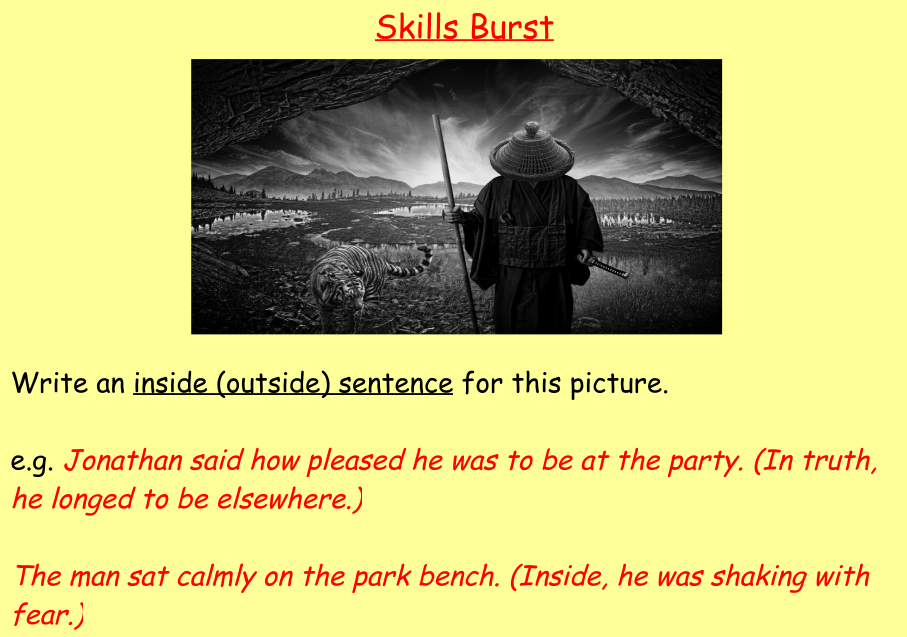 Skills Burst
Write an inside (outside) sentence for this picture.
e.g. Jonathan said how pleased he was to be at the party. (In truth,
he longed to be elsewhere.)
The man sat calmly on the park bench. (Inside, he was shaking with
fear.)